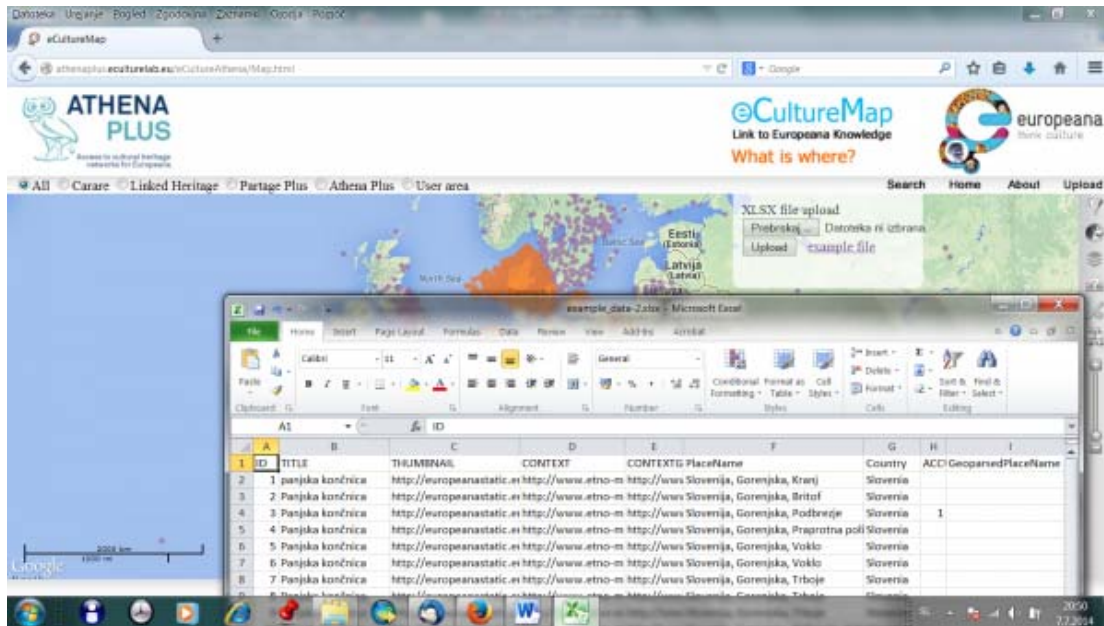 Datoteka Urejanje Pogled Zgodovina Zaznamki Orodja Pomoč
eCultureMap
athenaplus.eculturelab.eu/eCultureAthena/Map.html
Google
ATHENA
PLUS
Access to cultural heritage
networks for Europeana
eCultureMap
Link to Europeana Knowledge
What is where?
europeana
think culture
All Carare Linked Heritage Partage Plus Athena Plus User area
Search Home About Upload
XLSX file upload
Prebrskaj... Datoteka ni izbrana
Upload example file
Eesti
(Estonia)
Latvija
(Latvia)
North Sea
Baltic Sea
example_data-2.xlsx - Microsoft Excel
File Home Insert Page Layout Formulas Data Review View Add-Ins Acrobat
Paste
Calibri 11
General
Conditional Formatting Format as Table Cell Styles
Insert
Delete
Format
Sort & Filter Find & Select
Clipboard Font Alignment Number Styles Cells Editing
A1 fx ID
A B C D E F G H I
1 ID TITLE THUMBNAIL CONTEXT CONTEXTG PlaceName Country ACC GeoparsedPlaceName
2 1 panjska končnica http://europeanastatic.e http://www.etno-m http://www Slovenija, Gorenjska, Kranj Slovenia
3 2 Panjska končnica http://europeanastatic.e http://www.etno-m http://www Slovenija, Gorenjska, Britof Slovenia
4 3 Panjska končnica http://europeanastatic.e http://www.etno-m http://www Slovenija, Gorenjska, Podbrezje Slovenia 1
5 4 Panjska končnica http://europeanastatic.e http://www.etno-m http://www Slovenija, Gorenjska, Praprotna poli Slovenia
6 5 Panjska končnica http://europeanastatic.e http://www.etno-m http://www Slovenija, Gorenjska, Voklo Slovenia
7 6 Panjska končnica http://europeanastatic.e http://www.etno-m http://www Slovenija, Gorenjska, Voklo Slovenia
8 7 Panjska končnica http://europeanastatic.e http://www.etno-m http://www Slovenija, Gorenjska, Trboje Slovenia
Google
20:50
7.7.2014